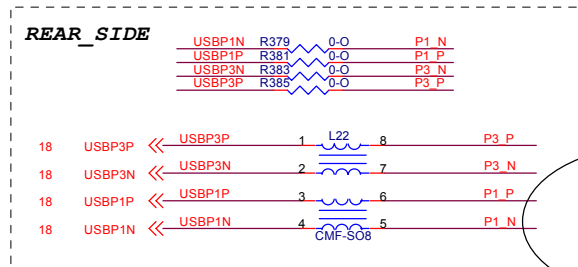 REAR_SIDE
USBP1N R379 0-O P1_N
USBP1P R381 0-O P1_P
USBP3N R383 0-O P3_N
USBP3P R385 0-O P3_P
L22
18 USBP3P USBP3P 1 8 P3_P
18 USBP3N USBP3N 2 7 P3_N
18 USBP1P USBP1P 3 6 P1_P
18 USBP1N USBP1N 4 5 P1_N
CMF-SO8